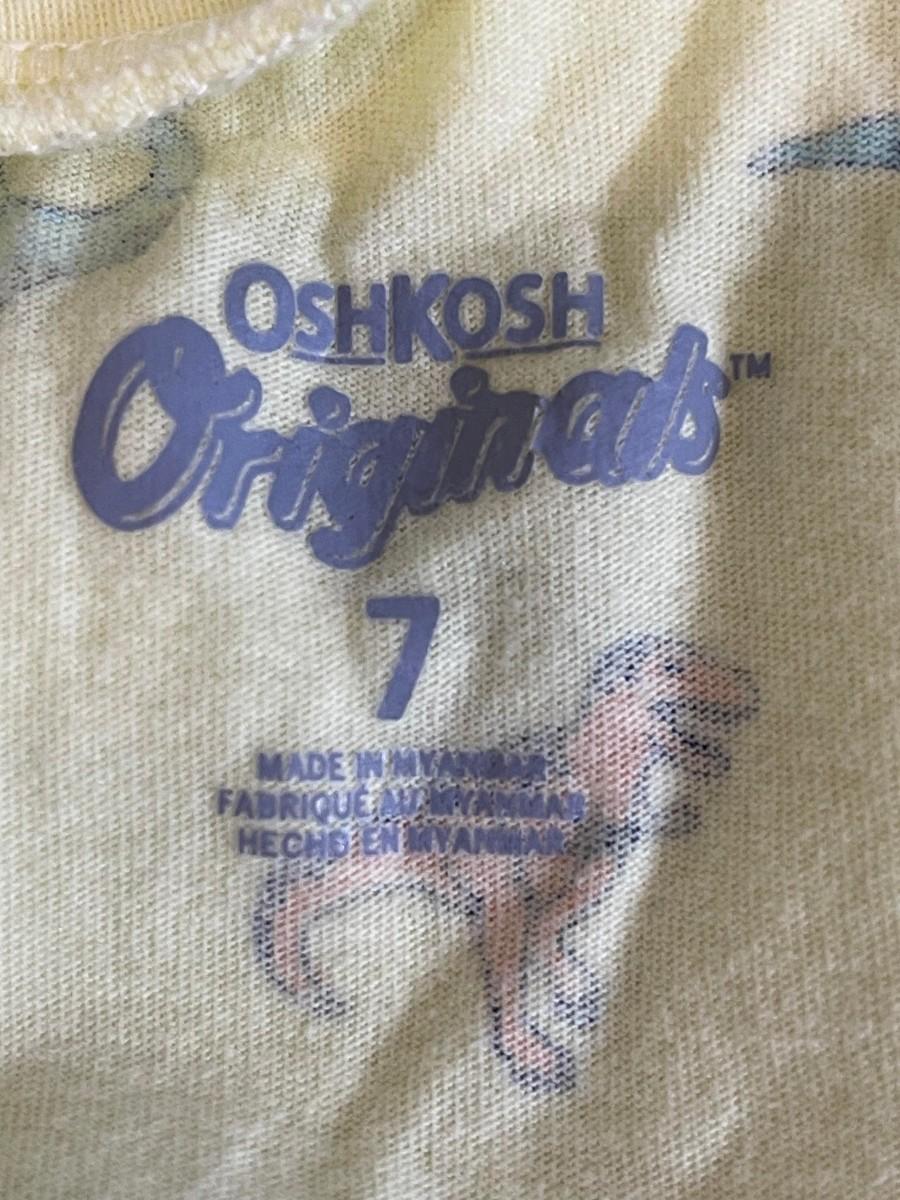 OSHKOSH
Originals™
7
MADE IN MYANMAR
FABRIQUÉ AU MYANMAR
HECHO EN MYANMAR